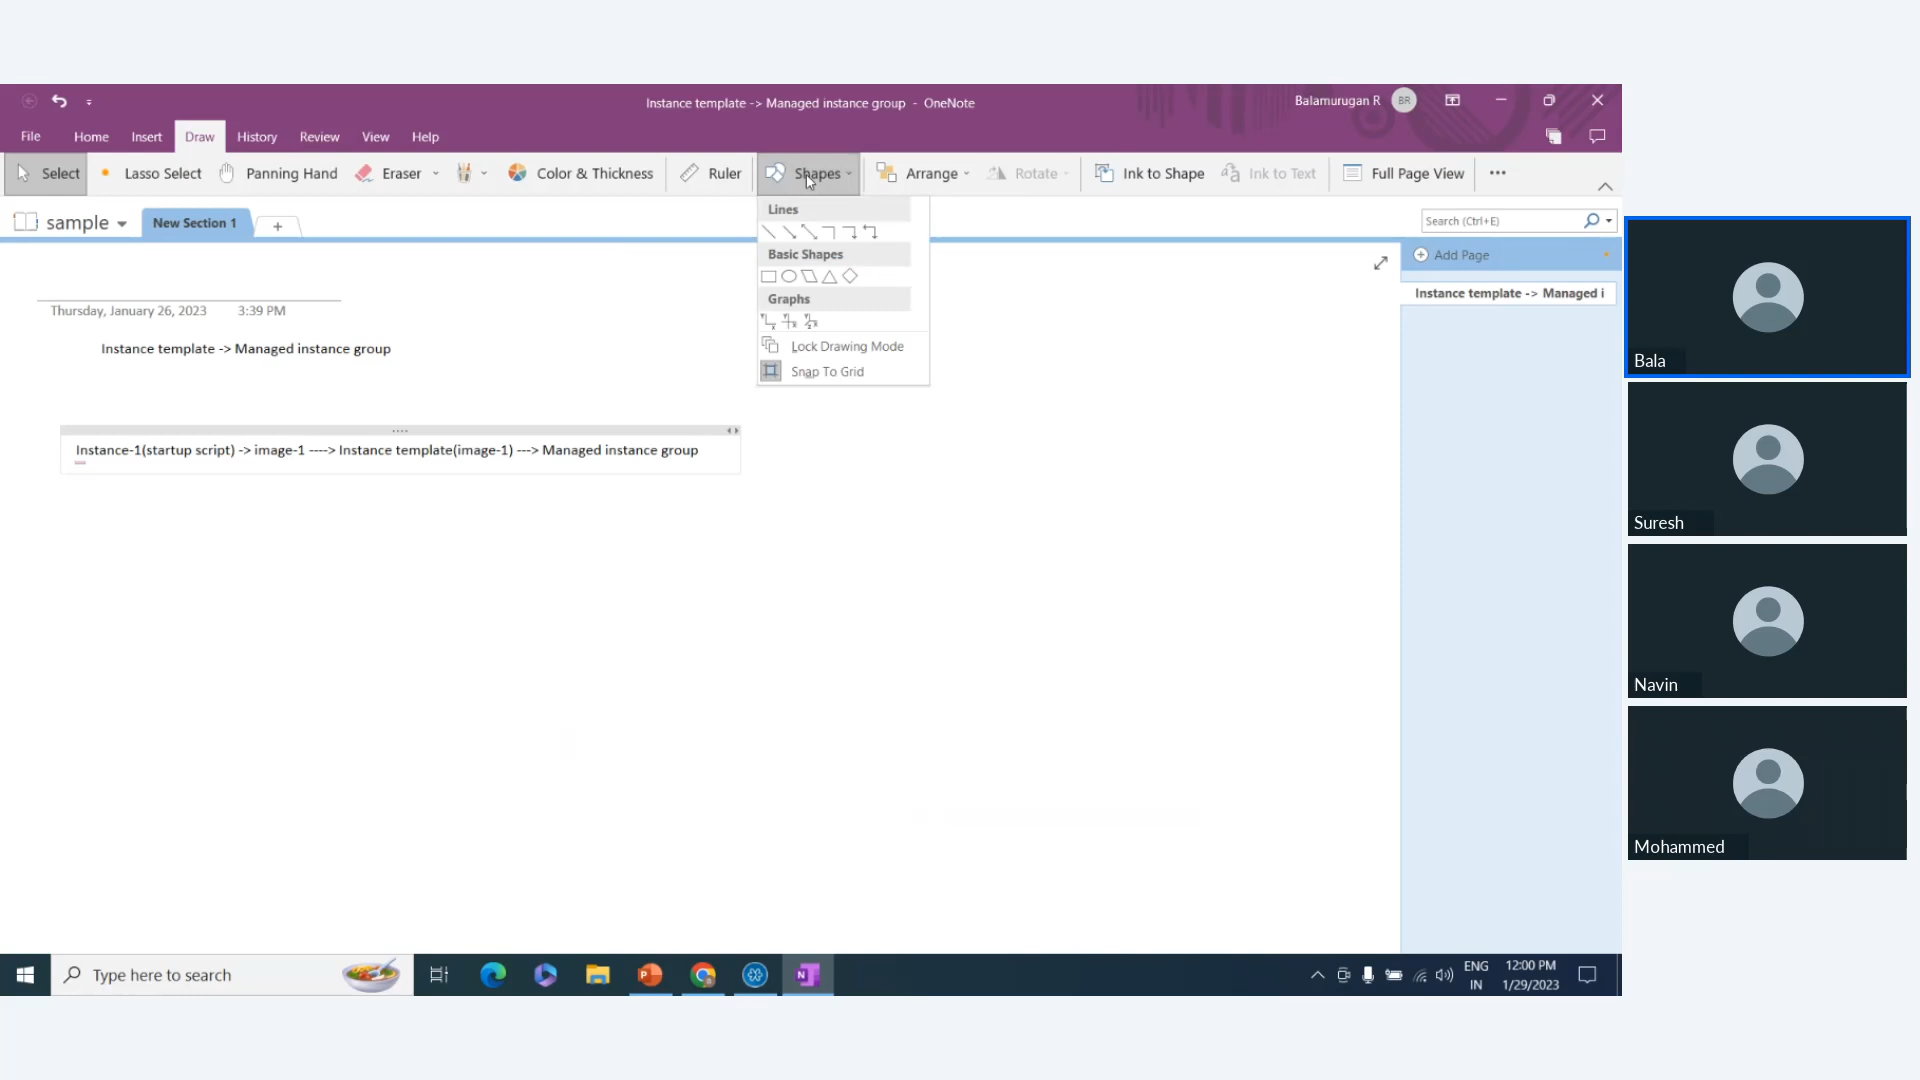 Instance template -> Managed instance group - OneNote
Balamurugan R
BR
File
Home
Insert
Draw
History
Review
View
Help
Select
Lasso Select
Panning Hand
Eraser
Color & Thickness
Ruler
Shapes
Arrange
Rotate
Ink to Shape
Ink to Text
Full Page View
sample
New Section 1
+
Search (Ctrl+E)
Lines
Basic Shapes
Graphs
Lock Drawing Mode
Snap To Grid
Add Page
Instance template -> Managed i
Thursday, January 26, 2023
3:39 PM
Instance template -> Managed instance group
Instance-1(startup script) -> image-1 ----> Instance template(image-1) ---> Managed instance group
Bala
Suresh
Navin
Mohammed
Type here to search
ENG
IN
12:00 PM
1/29/2023